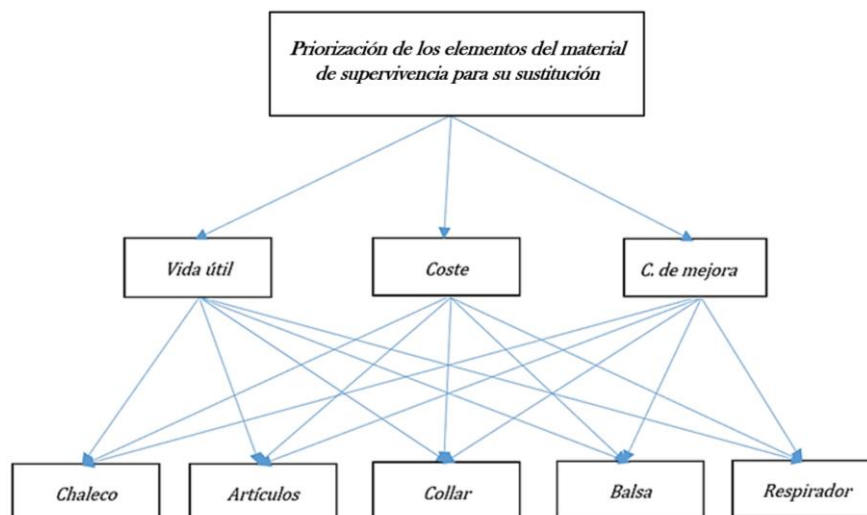 Priorización de los elementos del material
de supervivencia para su sustitución
Vida útil
Coste
C. de mejora
Chaleco
Artículos
Collar
Balsa
Respirador